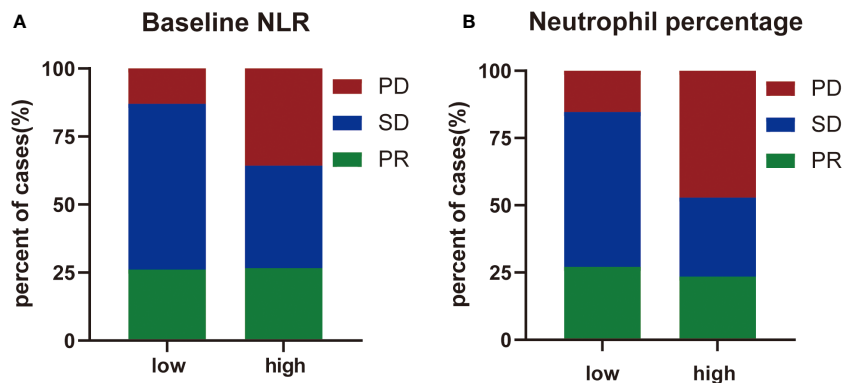 A
Baseline NLR
percent of cases(%)
100
75
50
25
0
low
high
PD
SD
PR
B
Neutrophil percentage
percent of cases(%)
100
75
50
25
0
low
high
PD
SD
PR